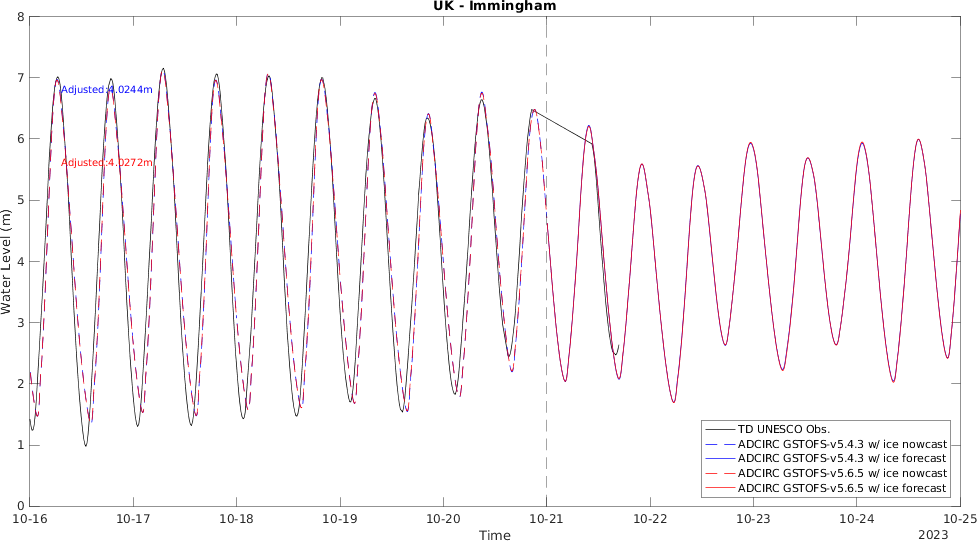 UK - Immingham
8
7
6
5
4
3
2
1
0
Water Level (m)
Adjusted:4.0244m
Adjusted:4.0272m
TD UNESCO Obs.
ADCIRC GSTOFS-v5.4.3 w/ ice nowcast
ADCIRC GSTOFS-v5.4.3 w/ ice forecast
ADCIRC GSTOFS-v5.6.5 w/ ice nowcast
ADCIRC GSTOFS-v5.6.5 w/ ice forecast
10-16 10-17 10-18 10-19 10-20 10-21 10-22 10-23 10-24 10-25
Time
2023